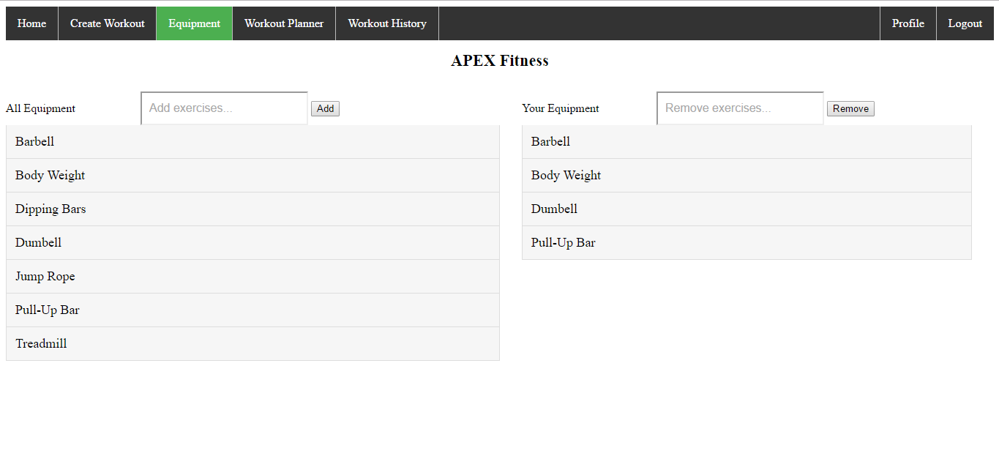 Home Create Workout Equipment Workout Planner Workout History Profile Logout
APEX Fitness
All Equipment Add exercises... Add
Barbell
Body Weight
Dipping Bars
Dumbell
Jump Rope
Pull-Up Bar
Treadmill
Your Equipment Remove exercises... Remove
Barbell
Body Weight
Dumbell
Pull-Up Bar